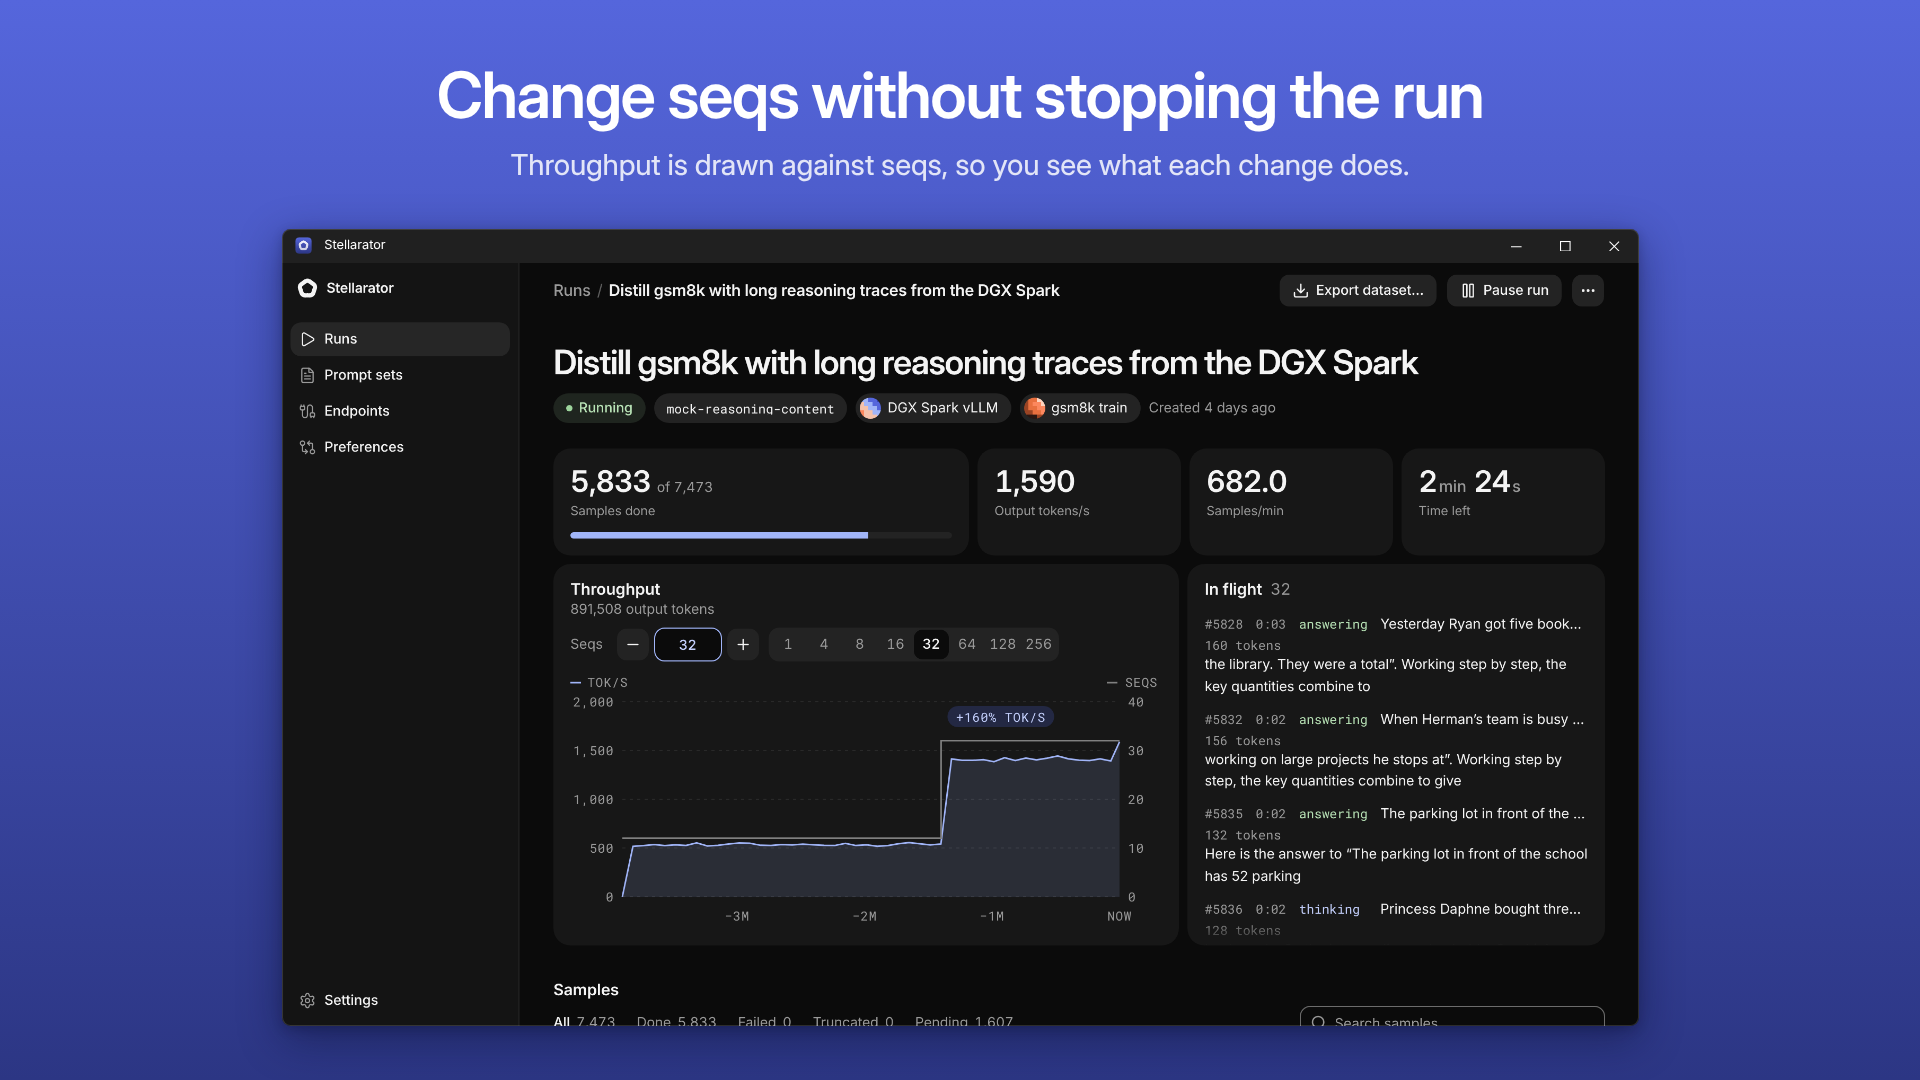 Change seqs without stopping the run
Throughput is drawn against seqs, so you see what each change does.
Stellarator
Stellarator
Runs
Prompt sets
Endpoints
Preferences
Settings
Runs / Distill gsm8k with long reasoning traces from the DGX Spark
Export dataset...
Pause run
Distill gsm8k with long reasoning traces from the DGX Spark
Running
mock-reasoning-content
DGX Spark vLLM
gsm8k train
Created 4 days ago
5,833 of 7,473
Samples done
1,590
Output tokens/s
682.0
Samples/min
2 min 24 s
Time left
Throughput
891,508 output tokens
Seqs − 32 + 1 4 8 16 32 64 128 256
TOK/S SEQS
2,000 40
+160% TOK/S
1,500 30
1,000 20
500 10
0 0
-3M -2M -1M NOW
In flight 32
#5828 0:03 answering Yesterday Ryan got five book...
160 tokens
the library. They were a total”. Working step by step, the
key quantities combine to
#5832 0:02 answering When Herman’s team is busy ...
156 tokens
working on large projects he stops at”. Working step by
step, the key quantities combine to give
#5835 0:02 answering The parking lot in front of the ...
132 tokens
Here is the answer to “The parking lot in front of the school
has 52 parking
#5836 0:02 thinking Princess Daphne bought thre...
128 tokens
Samples
All 7,473 Done 5,833 Failed 0 Truncated 0 Pending 1,607
Search samples